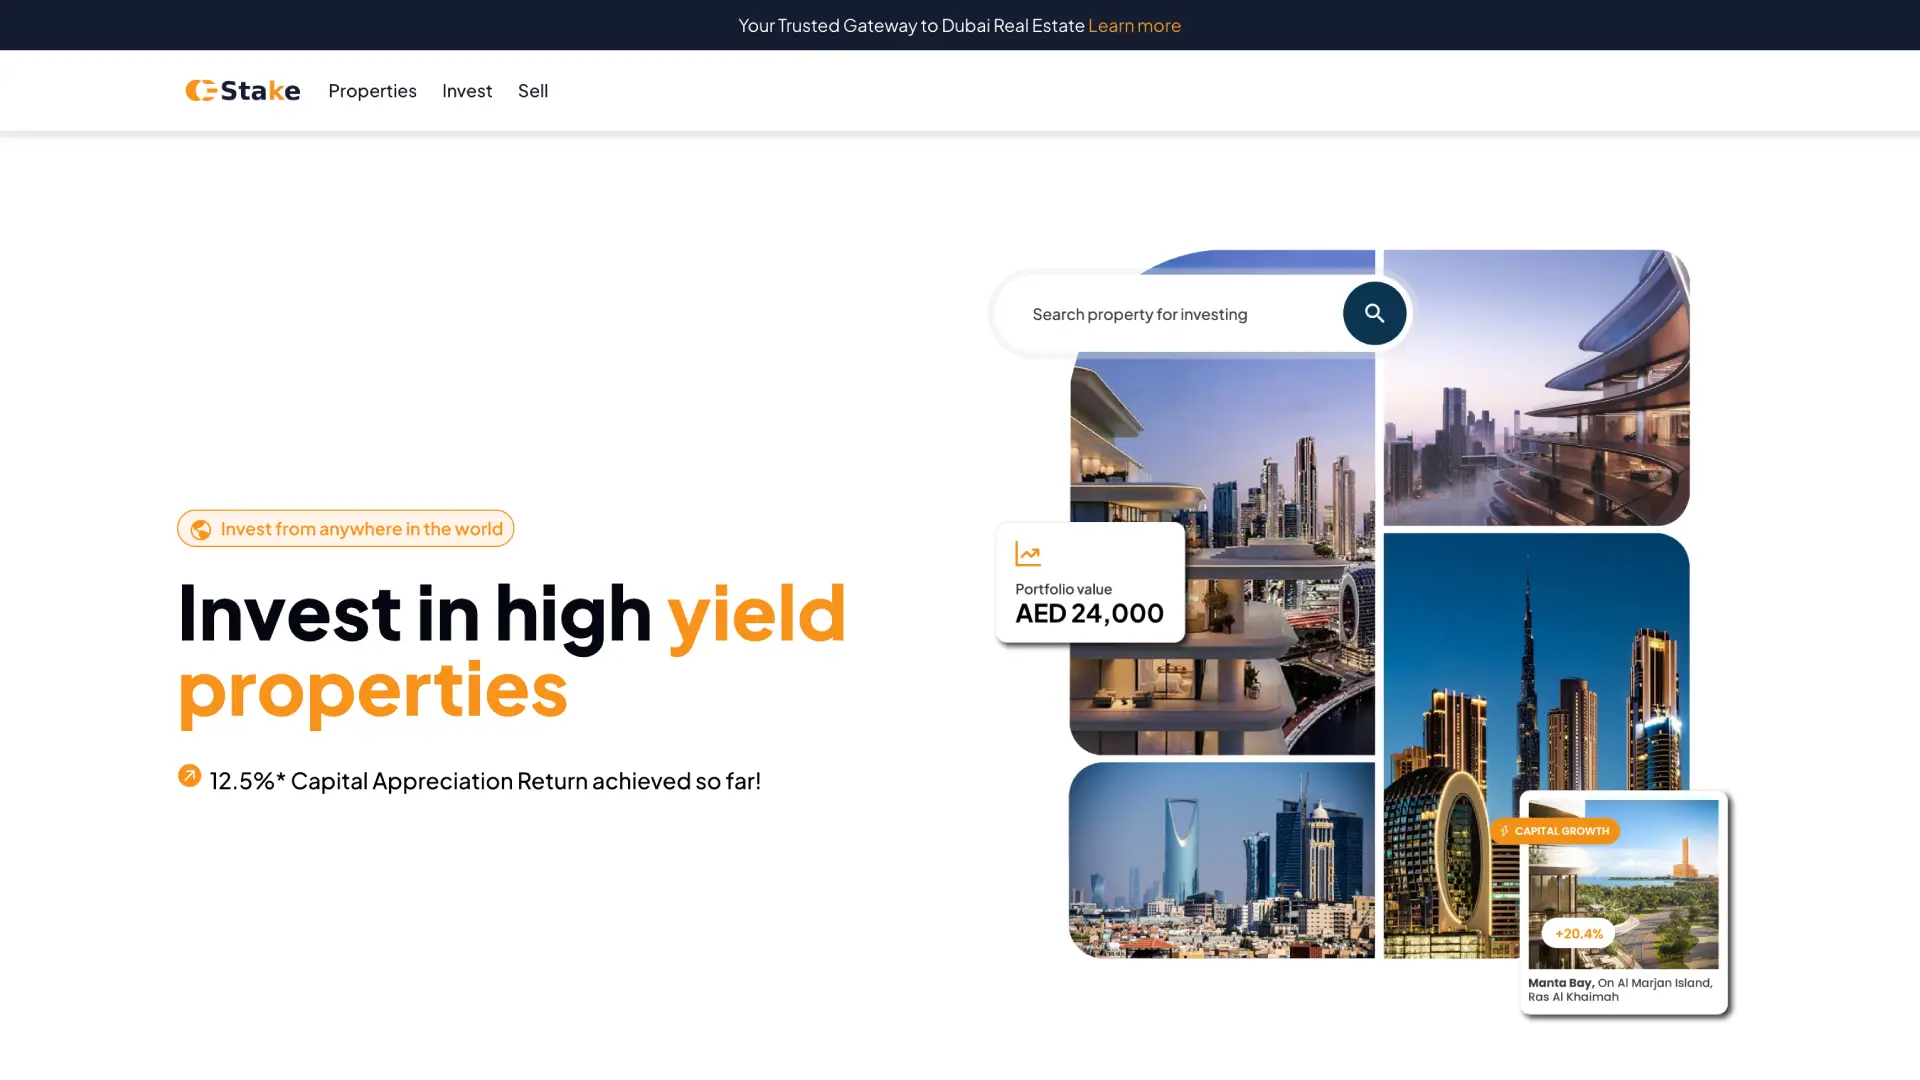 Your Trusted Gateway to Dubai Real Estate Learn more
Stake
Properties
Invest
Sell
Search property for investing
Portfolio value
AED 24,000
Invest from anywhere in the world
Invest in high yield
properties
12.5%* Capital Appreciation Return achieved so far!
CAPITAL GROWTH
+20.4%
Manta Bay, On Al Marjan Island,
Ras Al Khaimah